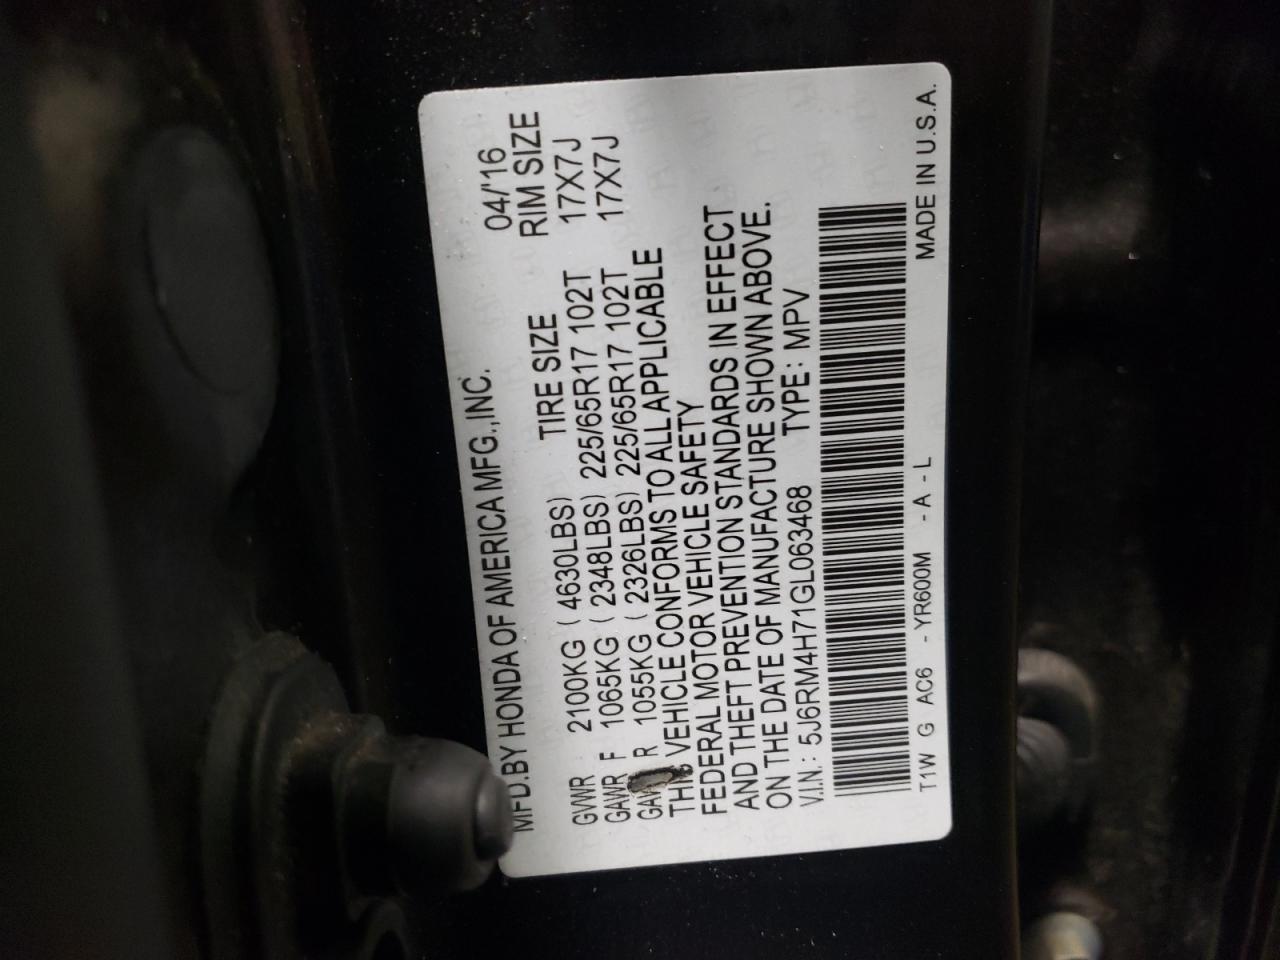 MFD.BY HONDA OF AMERICA MFG.,INC. 04/'16
TIRE SIZE RIM SIZE
GVWR 2100KG ( 4630LBS)
GAWR F 1065KG ( 2348LBS) 225/65R17 102T 17X7J
R 1055KG ( 2326LBS) 225/65R17 102T 17X7J
VEHICLE CONFORMS TO ALL APPLICABLE
FEDERAL MOTOR VEHICLE SAFETY
AND THEFT PREVENTION STANDARDS IN EFFECT
ON THE DATE OF MANUFACTURE SHOWN ABOVE.
V.I.N.: 5J6RM4H71GL063468 TYPE: MPV
T1W G AC6 - YR600M - A - L MADE IN U.S.A.